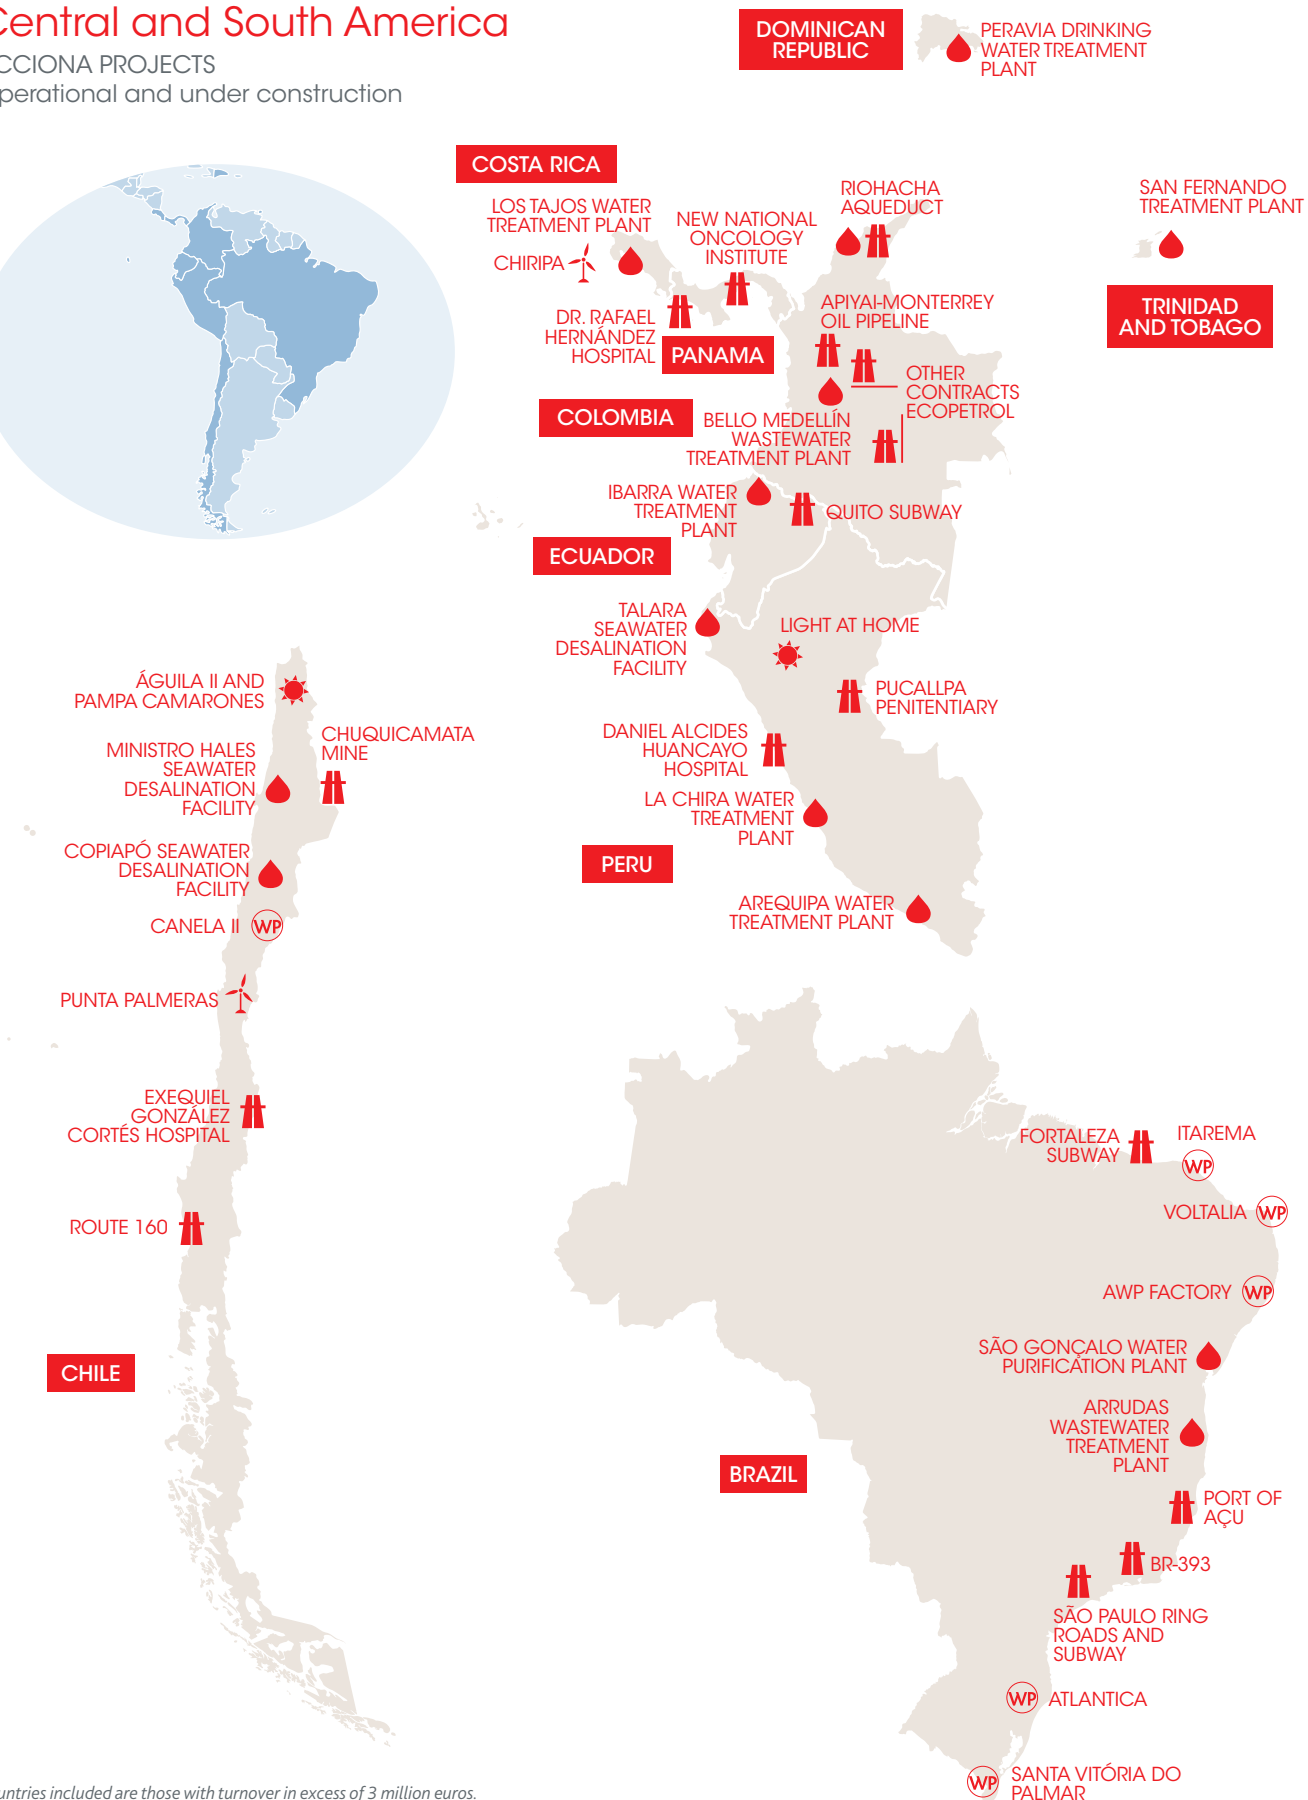 Central and South America
CCIONA PROJECTS
perational and under construction
DOMINICAN
REPUBLIC
PERAVIA DRINKING
WATER TREATMENT
PLANT
COSTA RICA
LOS TAJOS WATER
TREATMENT PLANT
CHIRIPA
NEW NATIONAL
ONCOLOGY
INSTITUTE
DR. RAFAEL
HERNÁNDEZ
HOSPITAL
PANAMA
RIOHACHA
AQUEDUCT
SAN FERNANDO
TREATMENT PLANT
TRINIDAD
AND TOBAGO
APIYAI-MONTERREY
OIL PIPELINE
OTHER
CONTRACTS
ECOPETROL
COLOMBIA
BELLO MEDELLÍN
WASTEWATER
TREATMENT PLANT
IBARRA WATER
TREATMENT
PLANT
QUITO SUBWAY
ECUADOR
TALARA
SEAWATER
DESALINATION
FACILITY
LIGHT AT HOME
PUCALLPA
PENITENTIARY
DANIEL ALCIDES
HUANCAYO
HOSPITAL
LA CHIRA WATER
TREATMENT
PLANT
PERU
AREQUIPA WATER
TREATMENT PLANT
ÁGUILA II AND
PAMPA CAMARONES
CHUQUICAMATA
MINE
MINISTRO HALES
SEAWATER
DESALINATION
FACILITY
COPIAPÓ SEAWATER
DESALINATION
FACILITY
CANELA II
WP
PUNTA PALMERAS
EXEQUIEL
GONZÁLEZ
CORTÉS HOSPITAL
ROUTE 160
CHILE
FORTALEZA
SUBWAY
ITAREMA
WP
VOLTALIA
WP
AWP FACTORY
WP
SÃO GONÇALO WATER
PURIFICATION PLANT
ARRUDAS
WASTEWATER
TREATMENT
PLANT
BRAZIL
PORT OF
AÇU
BR-393
SÃO PAULO RING
ROADS AND
SUBWAY
WP
ATLANTICA
WP
SANTA VITÓRIA DO
PALMAR
untries included are those with turnover in excess of 3 million euros.